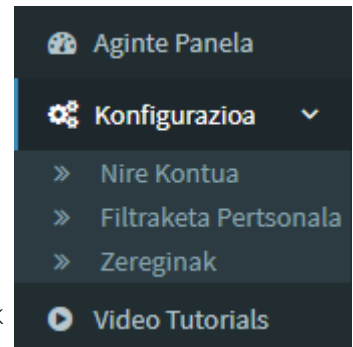 Aginte Panela
Konfigurazioa
Nire Kontua
Filtraketa Pertsonala
Zereginak
Video Tutorials